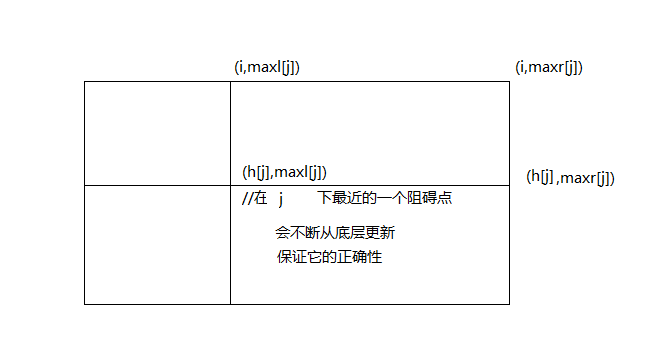 (i,maxl[j])
(i,maxr[j])
(h[j],maxl[j])
(h[j] ,maxr[j])
//在 j 下最近的一个阻碍点
会不断从底层更新
保证它的正确性